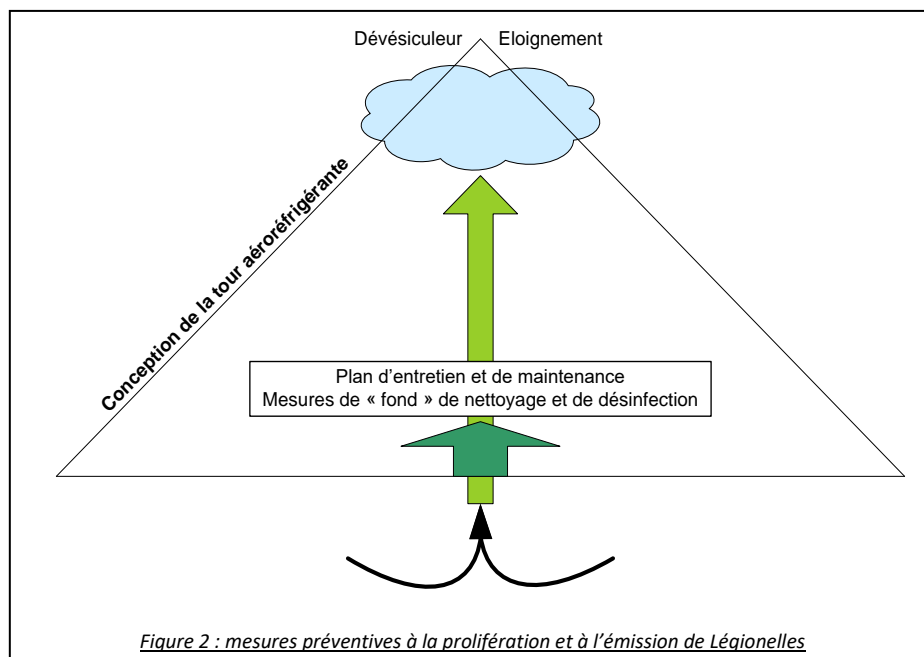 Dévésiculeur Eloignement
Conception de la tour aéroréfrigérante
Plan d'entretien et de maintenance
Mesures de « fond » de nettoyage et de désinfection
Figure 2 : mesures préventives à la prolifération et à l'émission de Légionelles